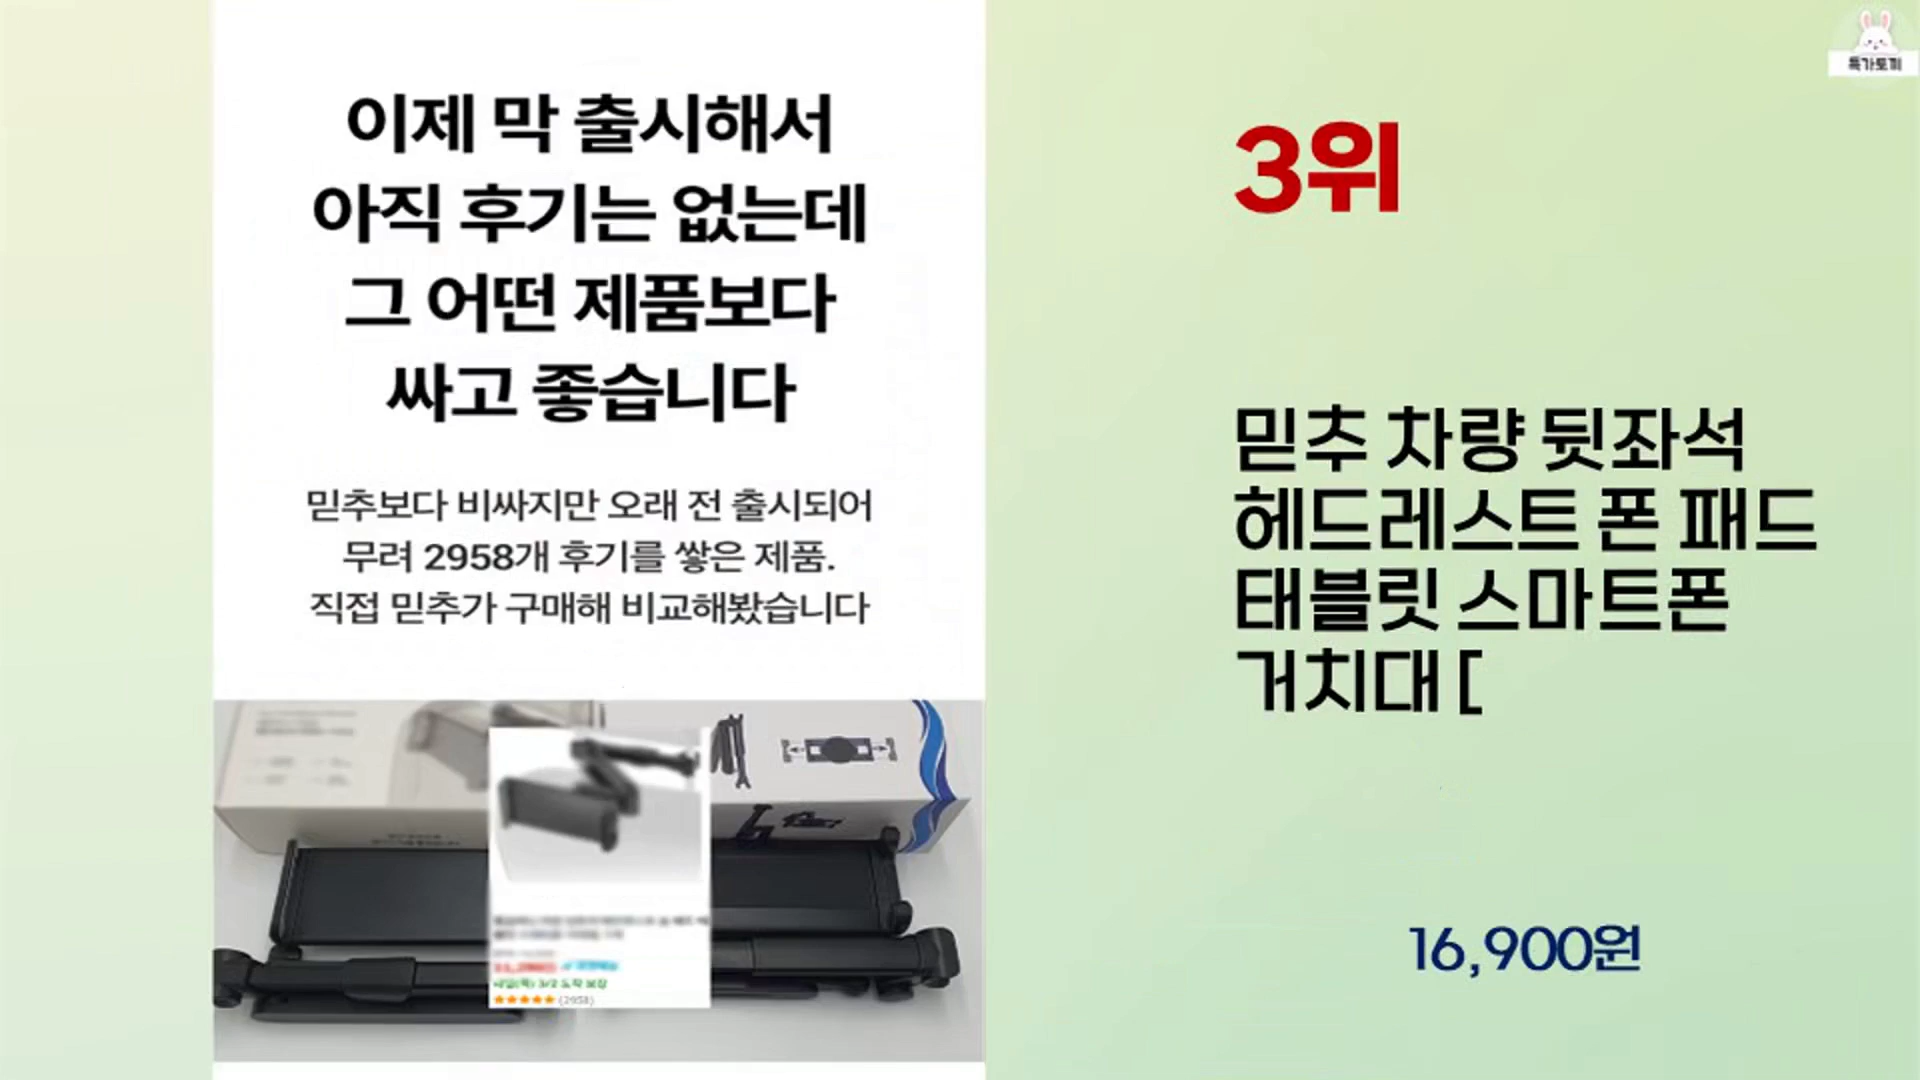 이제 막 출시해서
아직 후기는 없는데
그 어떤 제품보다
싸고 좋습니다
믿추보다 비싸지만 오래 전 출시되어
무려 2958개 후기를 쌓은 제품.
직접 믿추가 구매해 비교해봤습니다
(2958)
특가토끼
3위
믿추 차량 뒷좌석
헤드레스트 폰 패드
태블릿 스마트폰
거치대 [
16,900원